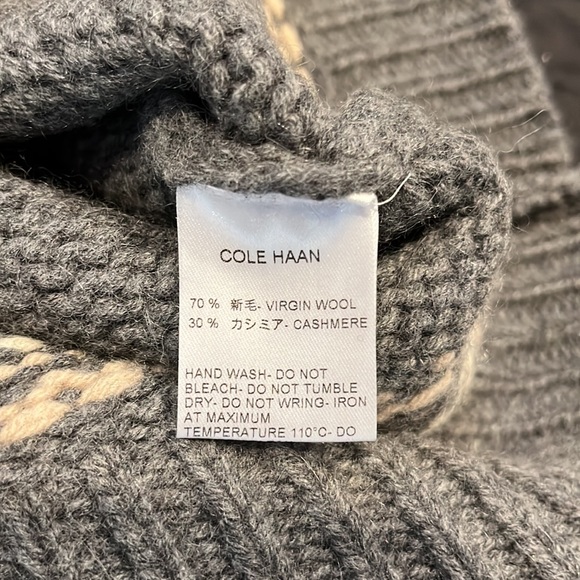 COLE HAAN
70 % 新毛- VIRGIN WOOL
30 % カシミア- CASHMERE
HAND WASH- DO NOT
BLEACH- DO NOT TUMBLE
DRY- DO NOT WRING- IRON
AT MAXIMUM
TEMPERATURE 110°C- DO